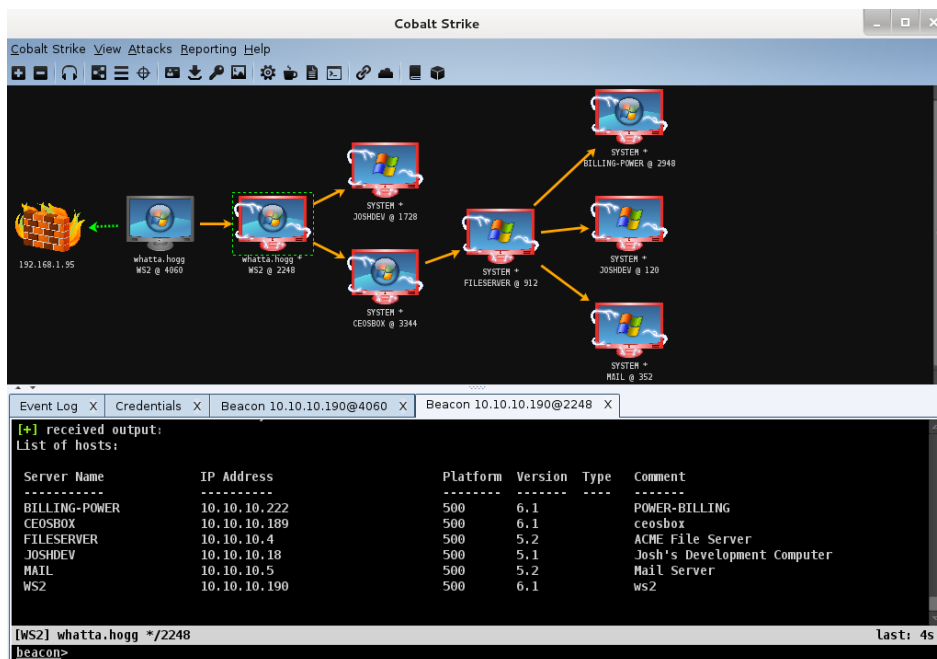 Cobalt Strike
Cobalt Strike View Attacks Reporting Help
SYSTEM *
BILLING-POWER @ 2948
SYSTEM *
JOSHDEV @ 1728
192.168.1.95
whatta.hogg
WS2 @ 4060
whatta.hogg *
WS2 @ 2248
SYSTEM *
FILESERVER @ 912
SYSTEM *
JOSHDEV @ 120
SYSTEM *
CEOSBOX @ 3344
SYSTEM *
MAIL @ 352
Event Log X Credentials X Beacon 10.10.10.190@4060 X Beacon 10.10.10.190@2248 X
[+] received output:
List of hosts:
Server Name IP Address Platform Version Type Comment
----------- ---------- -------- ------- ---- -------
BILLING-POWER 10.10.10.222 500 6.1 POWER-BILLING
CEOSBOX 10.10.10.189 500 6.1 ceosbox
FILESERVER 10.10.10.4 500 5.2 ACME File Server
JOSHDEV 10.10.10.18 500 5.1 Josh's Development Computer
MAIL 10.10.10.5 500 5.2 Mail Server
WS2 10.10.10.190 500 6.1 ws2
[WS2] whatta.hogg */2248 last: 4s
beacon>